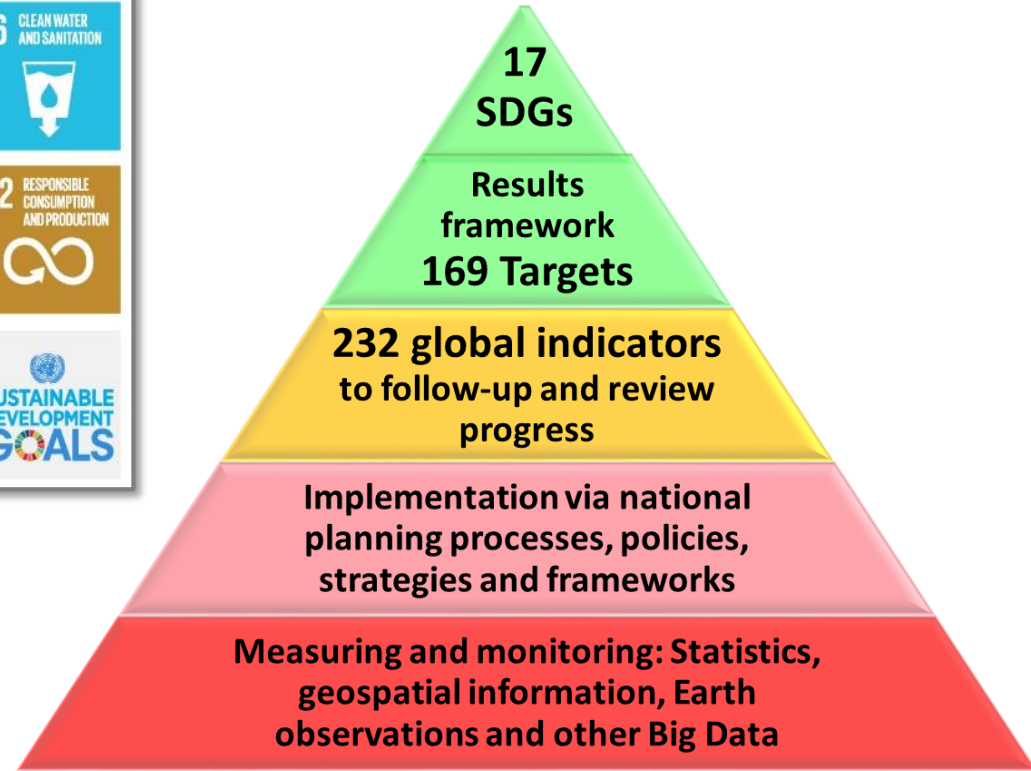 6 CLEAN WATER
AND SANITATION
2 RESPONSIBLE
CONSUMPTION
AND PRODUCTION
USTAINABLE
EVELOPMENT
GOALS
17
SDGs
Results
framework
169 Targets
232 global indicators
to follow-up and review
progress
Implementation via national
planning processes, policies,
strategies and frameworks
Measuring and monitoring: Statistics,
geospatial information, Earth
observations and other Big Data